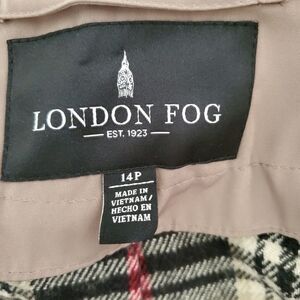 LONDON FOG
EST. 1923
14P
MADE IN
VIETNAM/
HECHO EN
VIETNAM